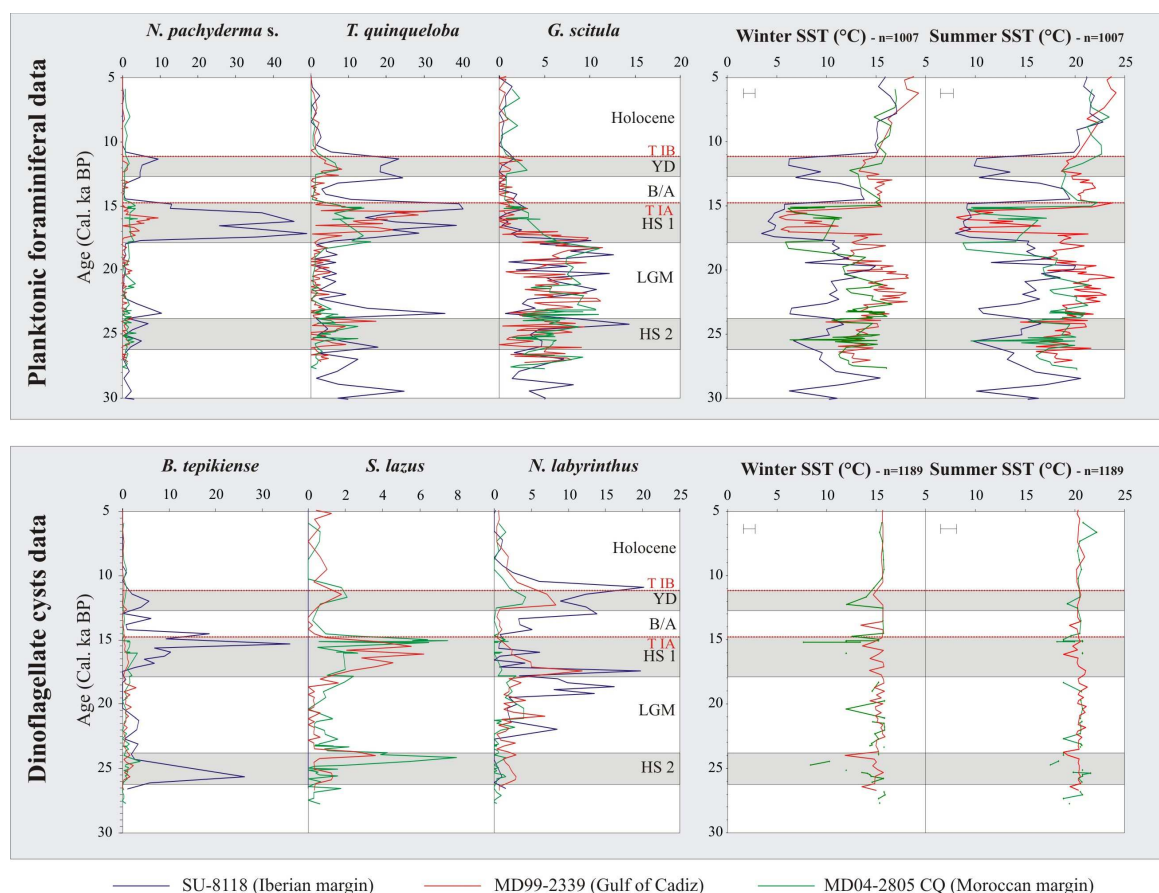 N. pachyderma s. T. quinqueloba G. scitula Winter SST (°C) - n=1007 Summer SST (°C) - n=1007
0 10 20 30 40 0 10 20 30 40 0 5 10 15 20 0 5 10 15 20 5 10 15 20 25
Planktonic foraminiferal data
Age (Cal. ka BP)
5
Holocene
10
T IB
YD
B/A
15
T IA
HS 1
20
LGM
25
HS 2
30
B. tepikiense S. lazus N. labyrinthus Winter SST (°C) - n=1189 Summer SST (°C) - n=1189
0 10 20 30 40 0 2 4 6 8 0 5 10 15 20 25 0 5 10 15 20 5 10 15 20 25
Dinoflagellate cysts data
Age (Cal. ka BP)
5
Holocene
10
T IB
YD
B/A
15
T IA
HS 1
20
LGM
25
HS 2
30
SU-8118 (Iberian margin) MD99-2339 (Gulf of Cadiz) MD04-2805 CQ (Moroccan margin)